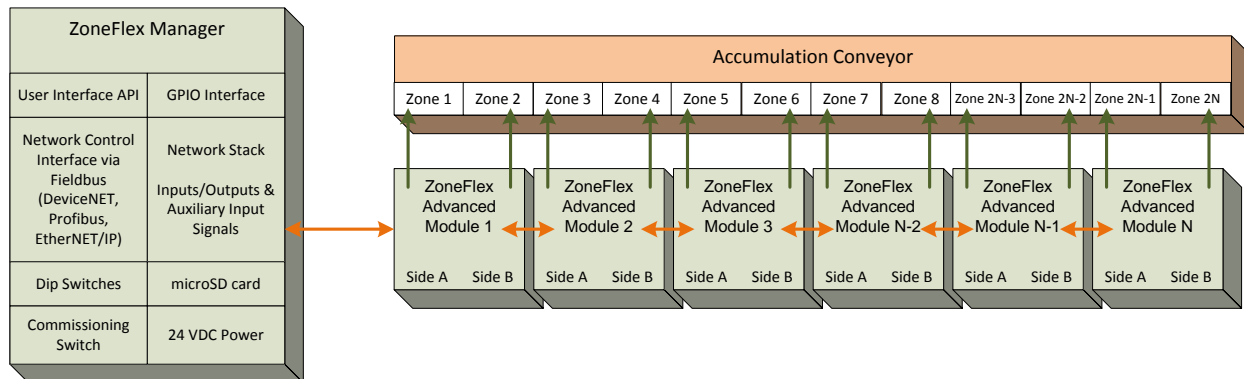 ZoneFlex Manager
User Interface API
GPIO Interface
Network Control
Interface via
Fieldbus
(DeviceNET,
Profibus,
EtherNET/IP)
Network Stack
Inputs/Outputs &
Auxiliary Input
Signals
Dip Switches
microSD card
Commissioning
Switch
24 VDC Power
Accumulation Conveyor
Zone 1
Zone 2
Zone 3
Zone 4
Zone 5
Zone 6
Zone 7
Zone 8
Zone 2N-3
Zone 2N-2
Zone 2N-1
Zone 2N
ZoneFlex
Advanced
Module 1
Side A
Side B
ZoneFlex
Advanced
Module 2
Side A
Side B
ZoneFlex
Advanced
Module 3
Side A
Side B
ZoneFlex
Advanced
Module N-2
Side A
Side B
ZoneFlex
Advanced
Module N-1
Side A
Side B
ZoneFlex
Advanced
Module N
Side A
Side B